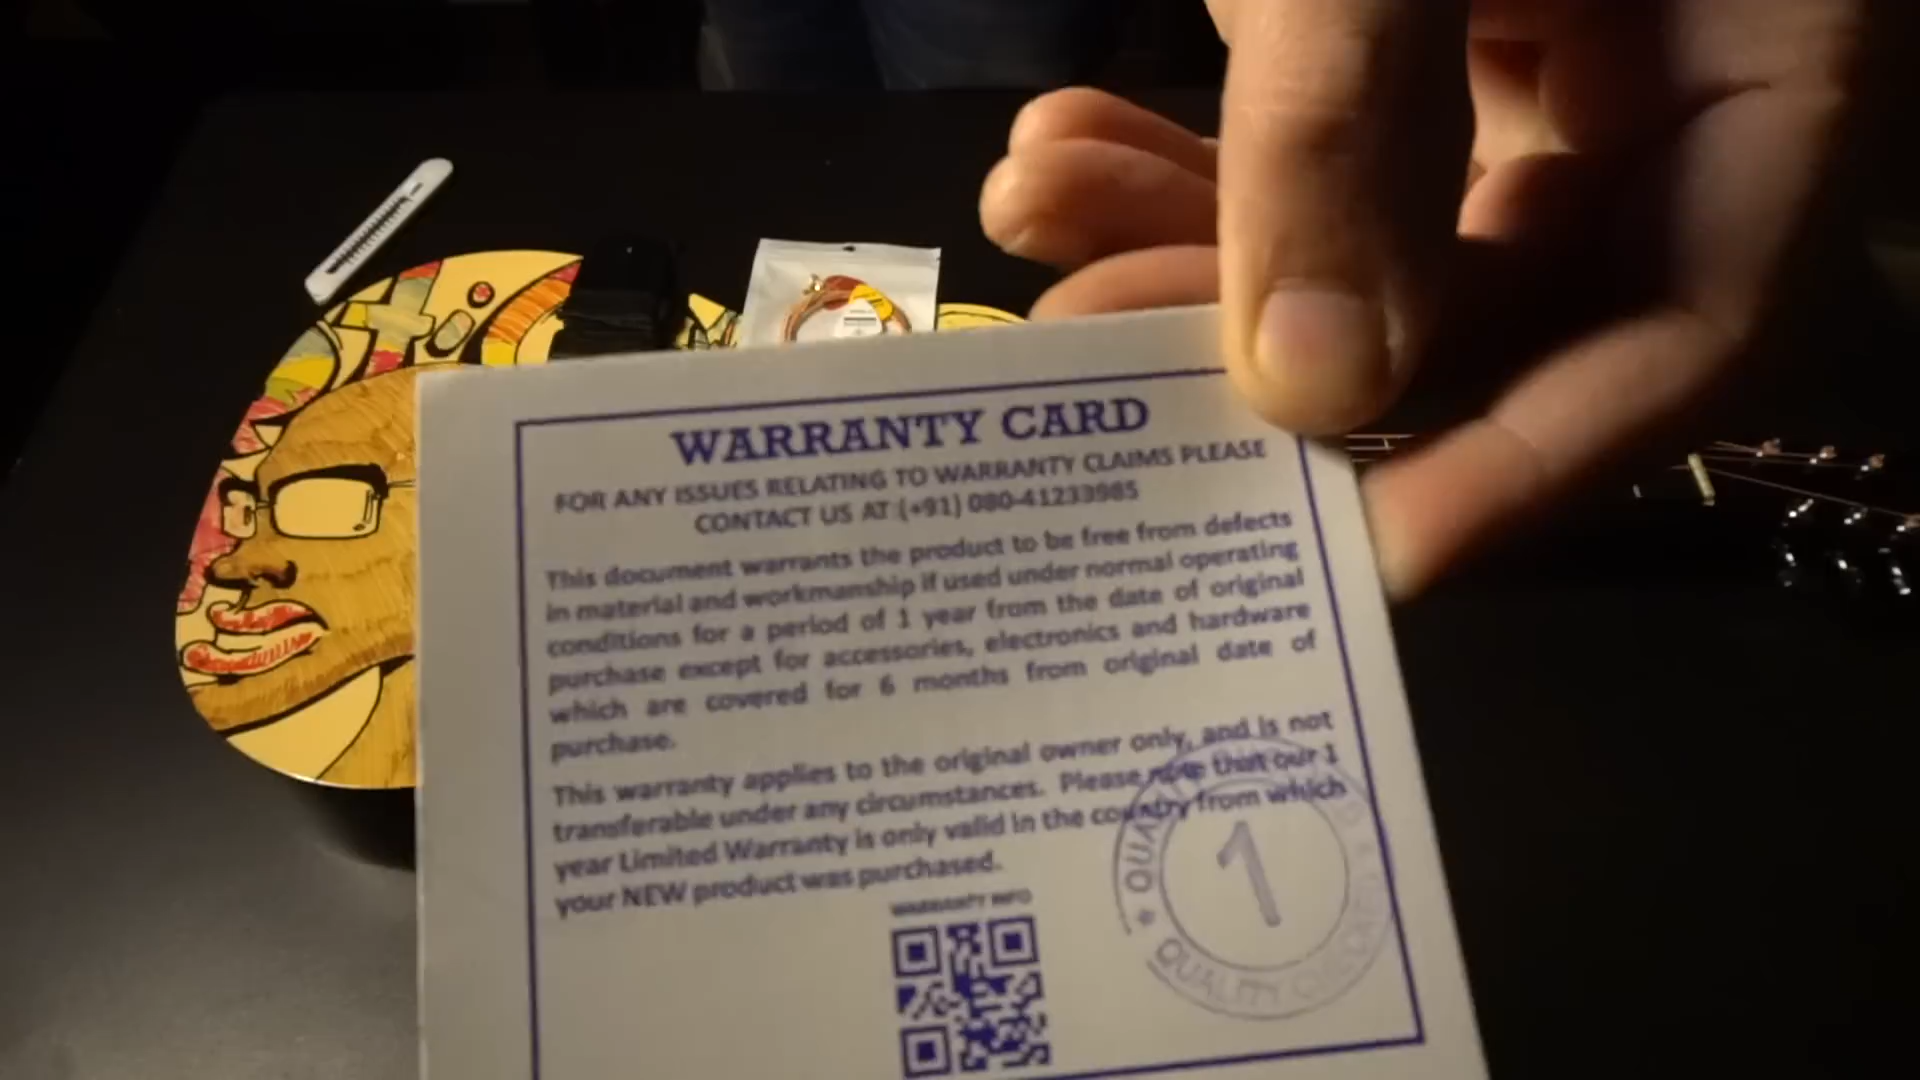 WARRANTY CARD
FOR ANY ISSUES RELATING TO WARRANTY CLAIMS PLEASE
CONTACT US AT:(+91) 080-41233985
This document warrants the product to be free from defects
in material and workmanship if used under normal operating
conditions for a period of 1 year from the date of original
purchase except for accessories, electronics and hardware
which are covered for 6 months from original date of
purchase.
This warranty applies to the original owner only, and is not
transferable under any circumstances. Please note that our 1
year Limited Warranty is only valid in the country from which
your NEW product was purchased.
WARRANTY INFO
1
QUALITY CHECKED